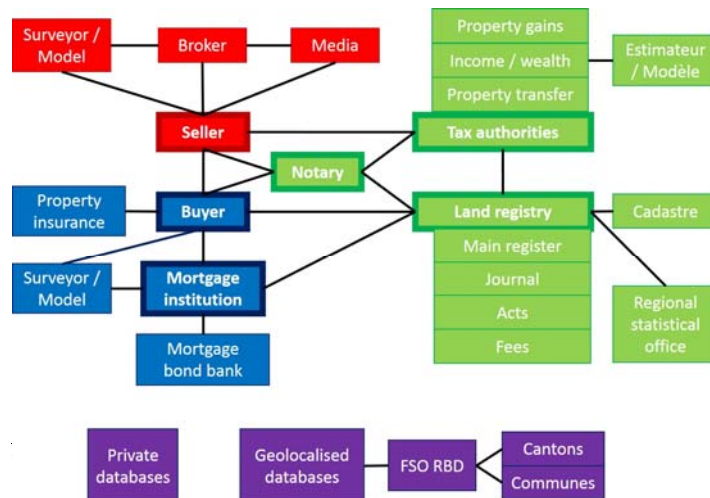 Surveyor /
Model
Broker
Media
Property gains
Income / wealth
Property transfer
Estimateur
/ Modèle
Seller
Tax authorities
Notary
Property
insurance
Buyer
Land registry
Cadastre
Main register
Journal
Acts
Fees
Surveyor /
Model
Mortgage
institution
Regional
statistical
office
Mortgage
bond bank
Private
databases
Geolocalised
databases
FSO RBD
Cantons
Communes